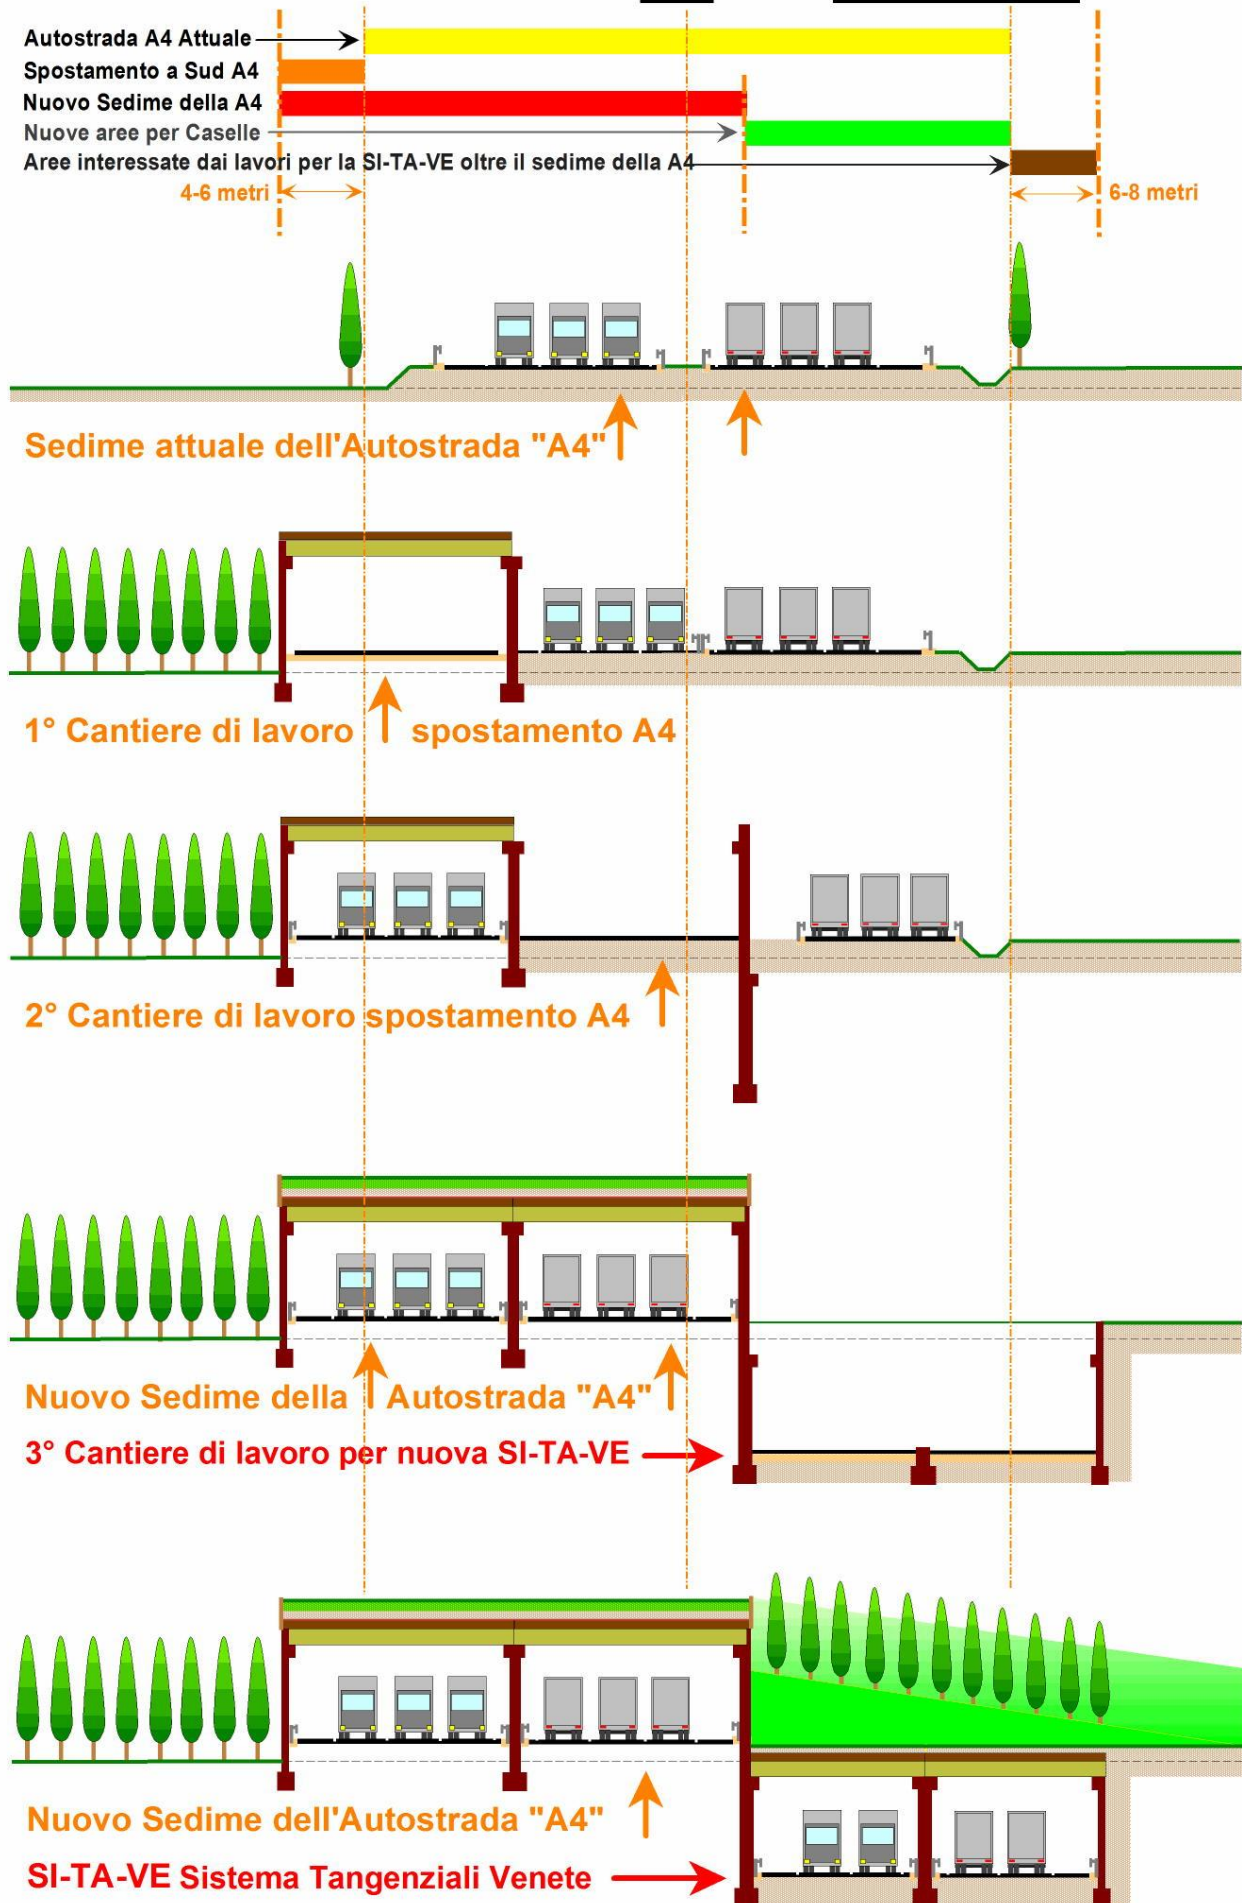 Autostrada A4 Attuale
Spostamento a Sud A4
Nuovo Sedime della A4
Nuove aree per Caselle
Aree interessate dai lavori per la SI-TA-VE oltre il sedime della A4
4-6 metri
6-8 metri
Sedime attuale dell'Autostrada "A4"
1° Cantiere di lavoro spostamento A4
2° Cantiere di lavoro spostamento A4
Nuovo Sedime della Autostrada "A4"
3° Cantiere di lavoro per nuova SI-TA-VE
Nuovo Sedime dell'Autostrada "A4"
SI-TA-VE Sistema Tangenziali Venete